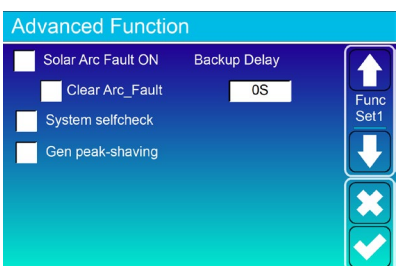 Advanced Function
Solar Arc Fault ON Backup Delay
Clear Arc_Fault 0S
System selfcheck
Gen peak-shaving
Func
Set1